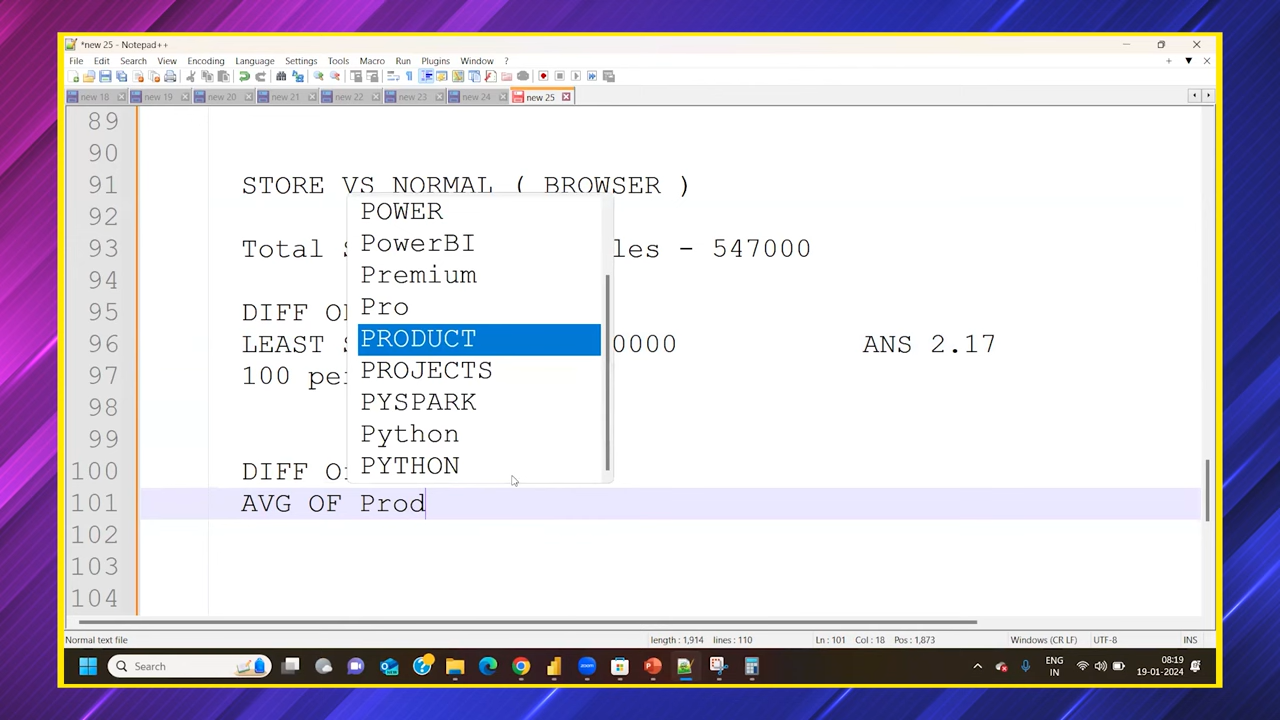 *new 25 - Notepad++
File Edit Search View Encoding Language Settings Tools Macro Run Plugins Window ?
new 18 new 19 new 20 new 21 new 22 new 23 new 24 new 25
89
90
91 STORE VS NORMAL ( BROWSER )
92
93 Total les - 547000
94
95 DIFF
96 LEAST 0000 ANS 2.17
97 100
98
99
100 DIFF
101 AVG OF Prod
102
103
104
POWER
PowerBI
Premium
Pro
PRODUCT
PROJECTS
PYSPARK
Python
PYTHON
Normal text file length : 1,914 lines : 110 Ln : 101 Col : 18 Pos : 1,873 Windows (CR LF) UTF-8 INS
Search
ENG
IN
08:19
19-01-2024